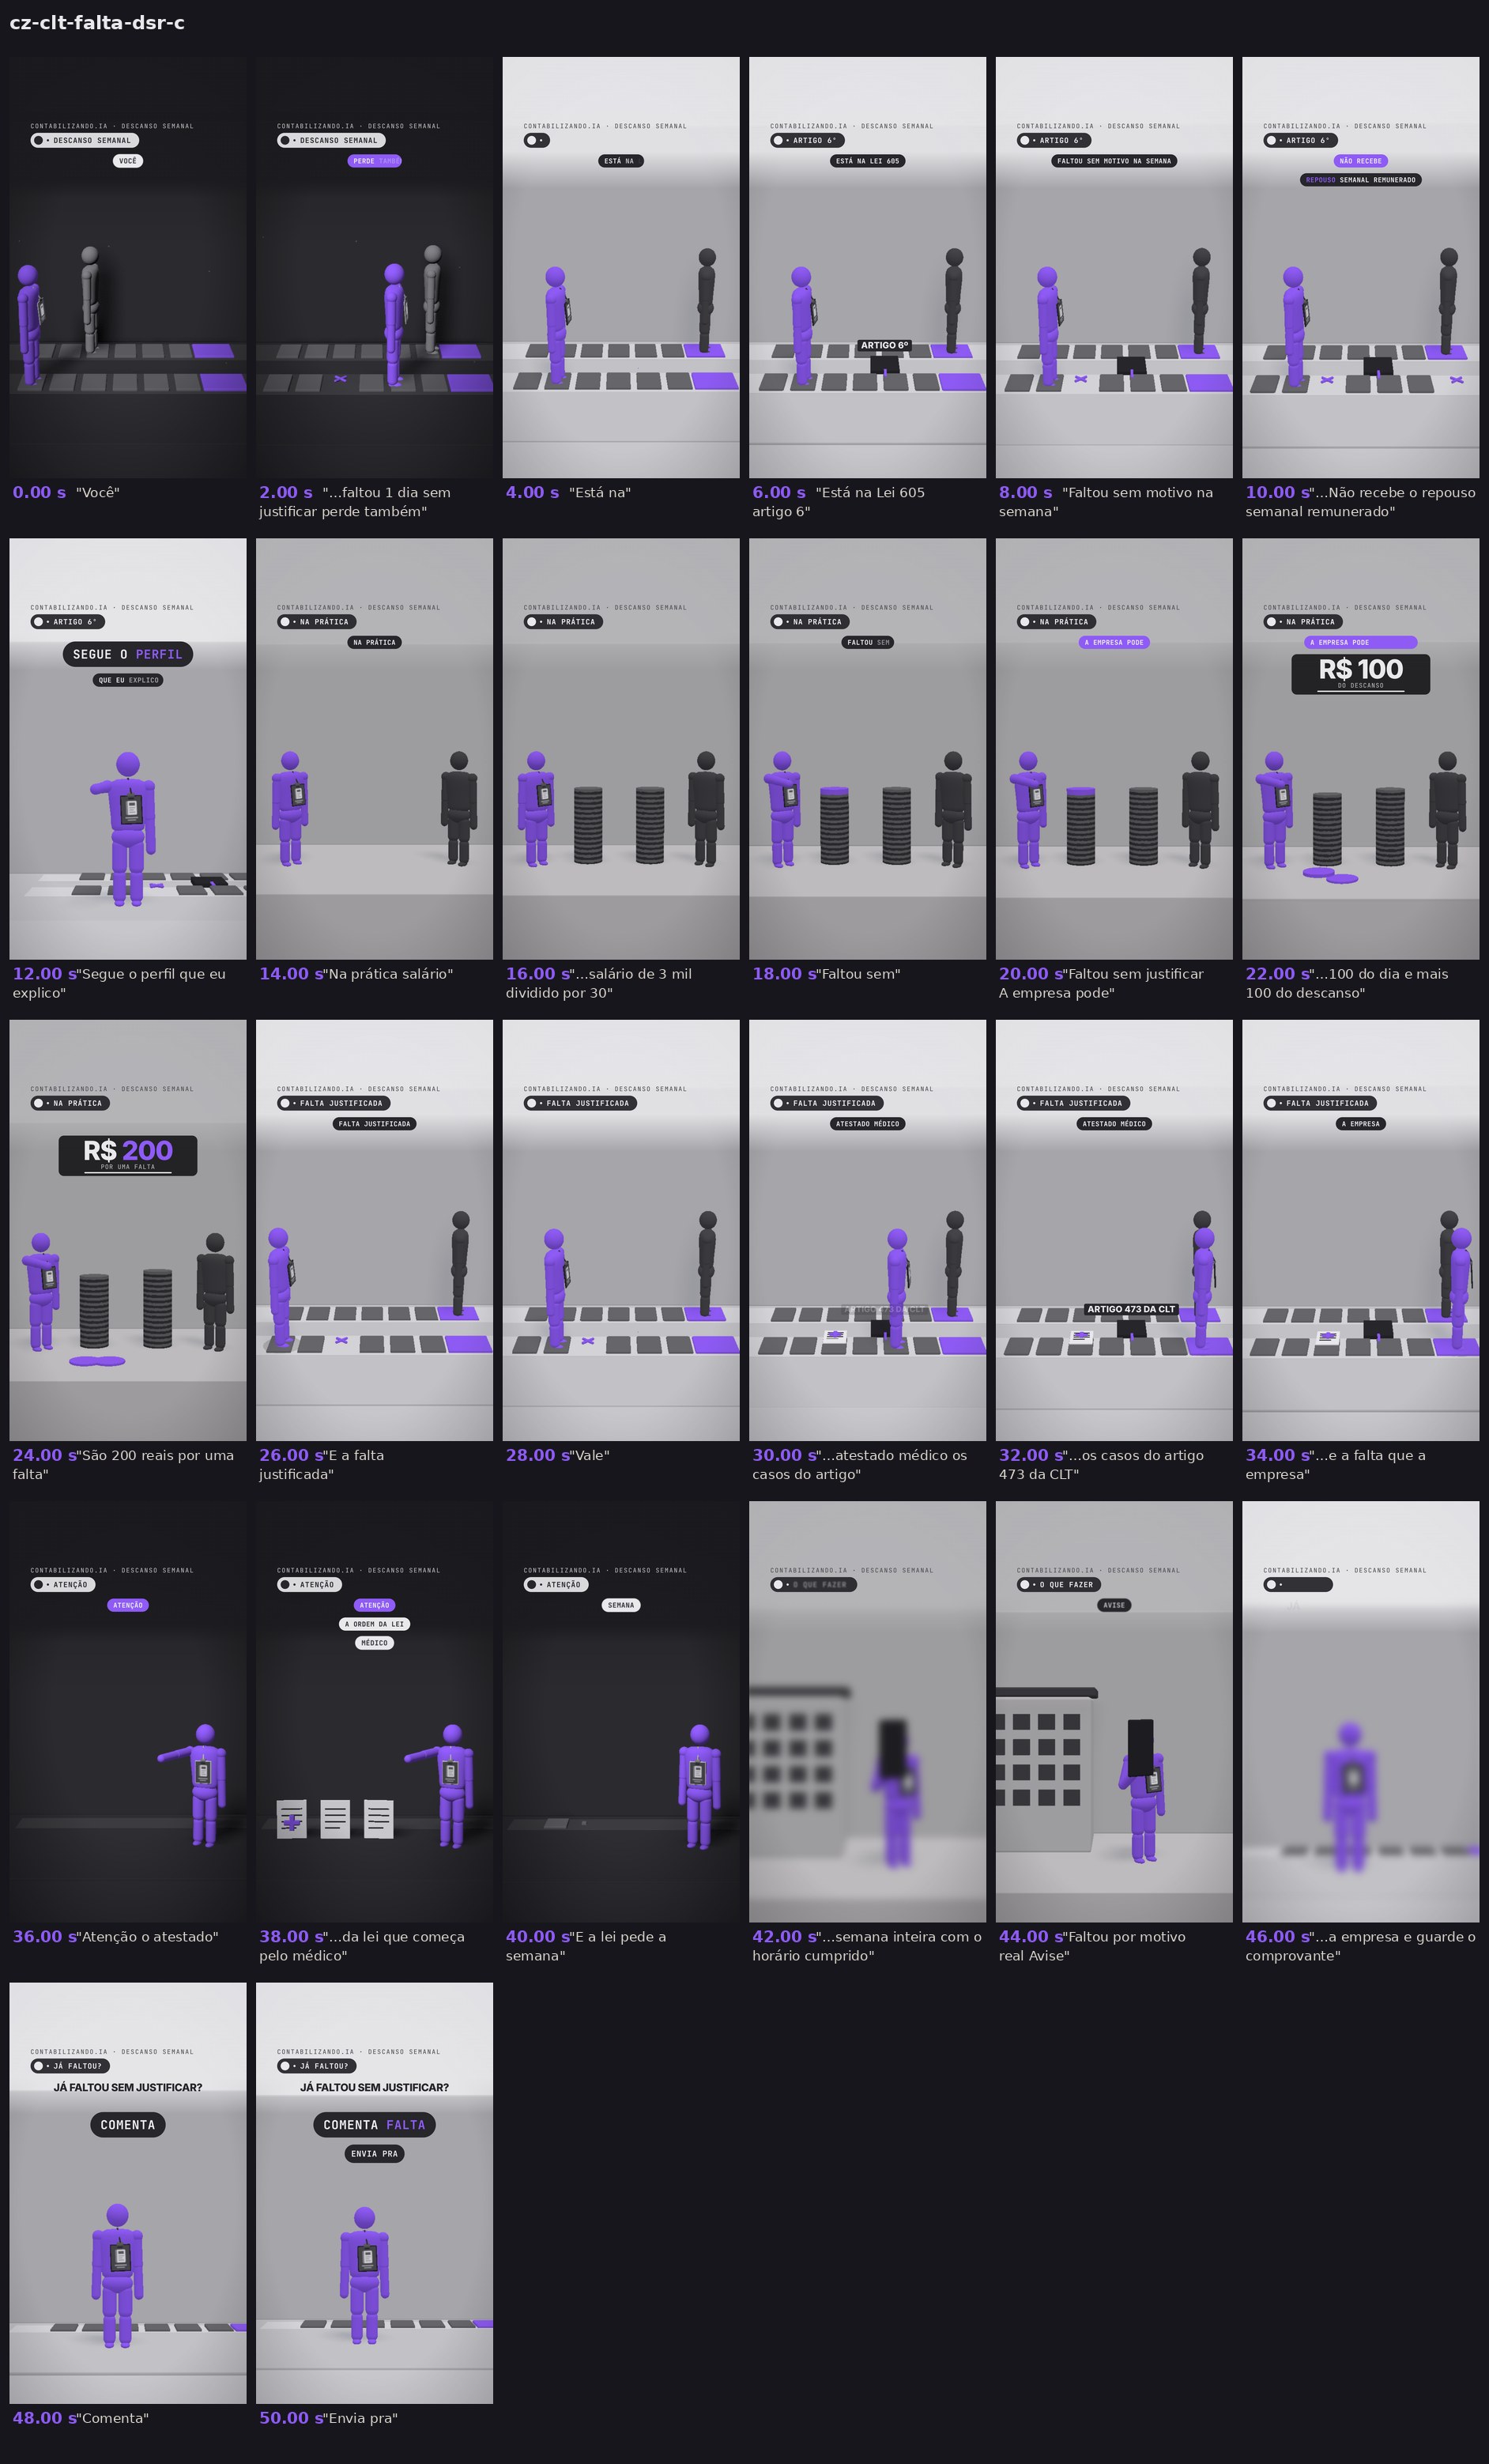 cz-clt-falta-dsr-c
CONTABILIZANDO.IA · DESCANSO SEMANAL
• DESCANSO SEMANAL
VOCÊ
0.00 s "Você"
CONTABILIZANDO.IA · DESCANSO SEMANAL
• DESCANSO SEMANAL
PERDE
2.00 s "...faltou 1 dia sem
justificar perde também"
CONTABILIZANDO.IA · DESCANSO SEMANAL
•
ESTÁ NA
4.00 s "Está na"
CONTABILIZANDO.IA · DESCANSO SEMANAL
• ARTIGO 6º
ESTÁ NA LEI 605
ARTIGO 6º
6.00 s "Está na Lei 605
artigo 6"
CONTABILIZANDO.IA · DESCANSO SEMANAL
• ARTIGO 6º
FALTOU SEM MOTIVO NA SEMANA
8.00 s "Faltou sem motivo na
semana"
CONTABILIZANDO.IA · DESCANSO SEMANAL
• ARTIGO 6º
NÃO RECEBE
REPOUSO SEMANAL REMUNERADO
10.00 s "...Não recebe o repouso
semanal remunerado"
CONTABILIZANDO.IA · DESCANSO SEMANAL
• ARTIGO 6º
SEGUE O PERFIL
QUE EU EXPLICO
12.00 s "Segue o perfil que eu
explico"
CONTABILIZANDO.IA · DESCANSO SEMANAL
• NA PRÁTICA
NA PRÁTICA
14.00 s "Na prática salário"
CONTABILIZANDO.IA · DESCANSO SEMANAL
• NA PRÁTICA
16.00 s "...salário de 3 mil
dividido por 30"
CONTABILIZANDO.IA · DESCANSO SEMANAL
• NA PRÁTICA
FALTOU SEM
18.00 s "Faltou sem"
CONTABILIZANDO.IA · DESCANSO SEMANAL
• NA PRÁTICA
A EMPRESA PODE
20.00 s "Faltou sem justificar
A empresa pode"
CONTABILIZANDO.IA · DESCANSO SEMANAL
• NA PRÁTICA
A EMPRESA PODE
R$ 100
DO DESCANSO
22.00 s "...100 do dia e mais
100 do descanso"
CONTABILIZANDO.IA · DESCANSO SEMANAL
• NA PRÁTICA
R$ 200
POR UMA FALTA
24.00 s "São 200 reais por uma
falta"
CONTABILIZANDO.IA · DESCANSO SEMANAL
• FALTA JUSTIFICADA
FALTA JUSTIFICADA
26.00 s "E a falta
justificada"
CONTABILIZANDO.IA · DESCANSO SEMANAL
• FALTA JUSTIFICADA
28.00 s "Vale"
CONTABILIZANDO.IA · DESCANSO SEMANAL
• FALTA JUSTIFICADA
ATESTADO MÉDICO
ARTIGO 473 DA CLT
30.00 s "...atestado médico os
casos do artigo"
CONTABILIZANDO.IA · DESCANSO SEMANAL
• FALTA JUSTIFICADA
ATESTADO MÉDICO
ARTIGO 473 DA CLT
32.00 s "...os casos do artigo
473 da CLT"
CONTABILIZANDO.IA · DESCANSO SEMANAL
• FALTA JUSTIFICADA
A EMPRESA
34.00 s "...e a falta que a
empresa"
CONTABILIZANDO.IA · DESCANSO SEMANAL
• ATENÇÃO
ATENÇÃO
36.00 s "Atenção o atestado"
CONTABILIZANDO.IA · DESCANSO SEMANAL
• ATENÇÃO
ATENÇÃO
A ORDEM DA LEI
MÉDICO
38.00 s "...da lei que começa
pelo médico"
CONTABILIZANDO.IA · DESCANSO SEMANAL
• ATENÇÃO
SEMANA
40.00 s "E a lei pede a
semana"
CONTABILIZANDO.IA · DESCANSO SEMANAL
• O QUE FAZER
42.00 s "...semana inteira com o
horário cumprido"
CONTABILIZANDO.IA · DESCANSO SEMANAL
• O QUE FAZER
AVISE
44.00 s "Faltou por motivo
real Avise"
CONTABILIZANDO.IA · DESCANSO SEMANAL
•
46.00 s "...a empresa e guarde o
comprovante"
CONTABILIZANDO.IA · DESCANSO SEMANAL
• JÁ FALTOU?
JÁ FALTOU SEM JUSTIFICAR?
COMENTA
48.00 s "Comenta"
CONTABILIZANDO.IA · DESCANSO SEMANAL
• JÁ FALTOU?
JÁ FALTOU SEM JUSTIFICAR?
COMENTA FALTA
ENVIA PRA
50.00 s "Envia pra"